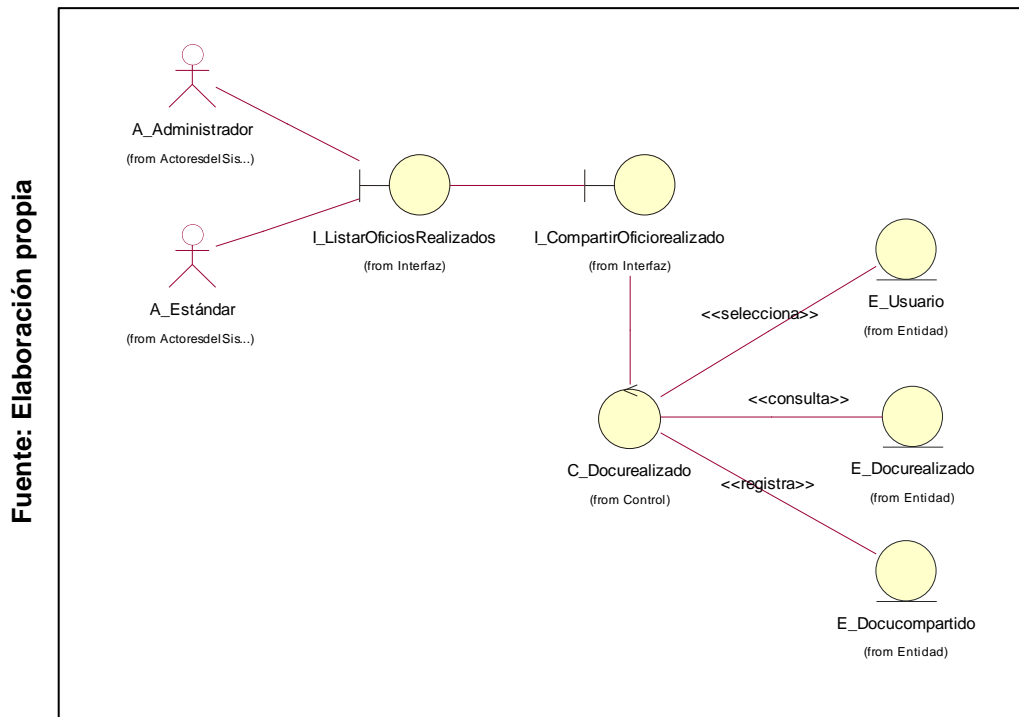 Fuente: Elaboración propia
A_Administrador
(from ActoresdelSis...)
A_Estándar
(from ActoresdelSis...)
I_ListarOficiosRealizados
(from Interfaz)
I_CompartirOficiorealizado
(from Interfaz)
<<selecciona>>
E_Usuario
(from Entidad)
<<consulta>>
C_Docurealizado
(from Control)
E_Docurealizado
(from Entidad)
<<registra>>
E_Docucompartido
(from Entidad)